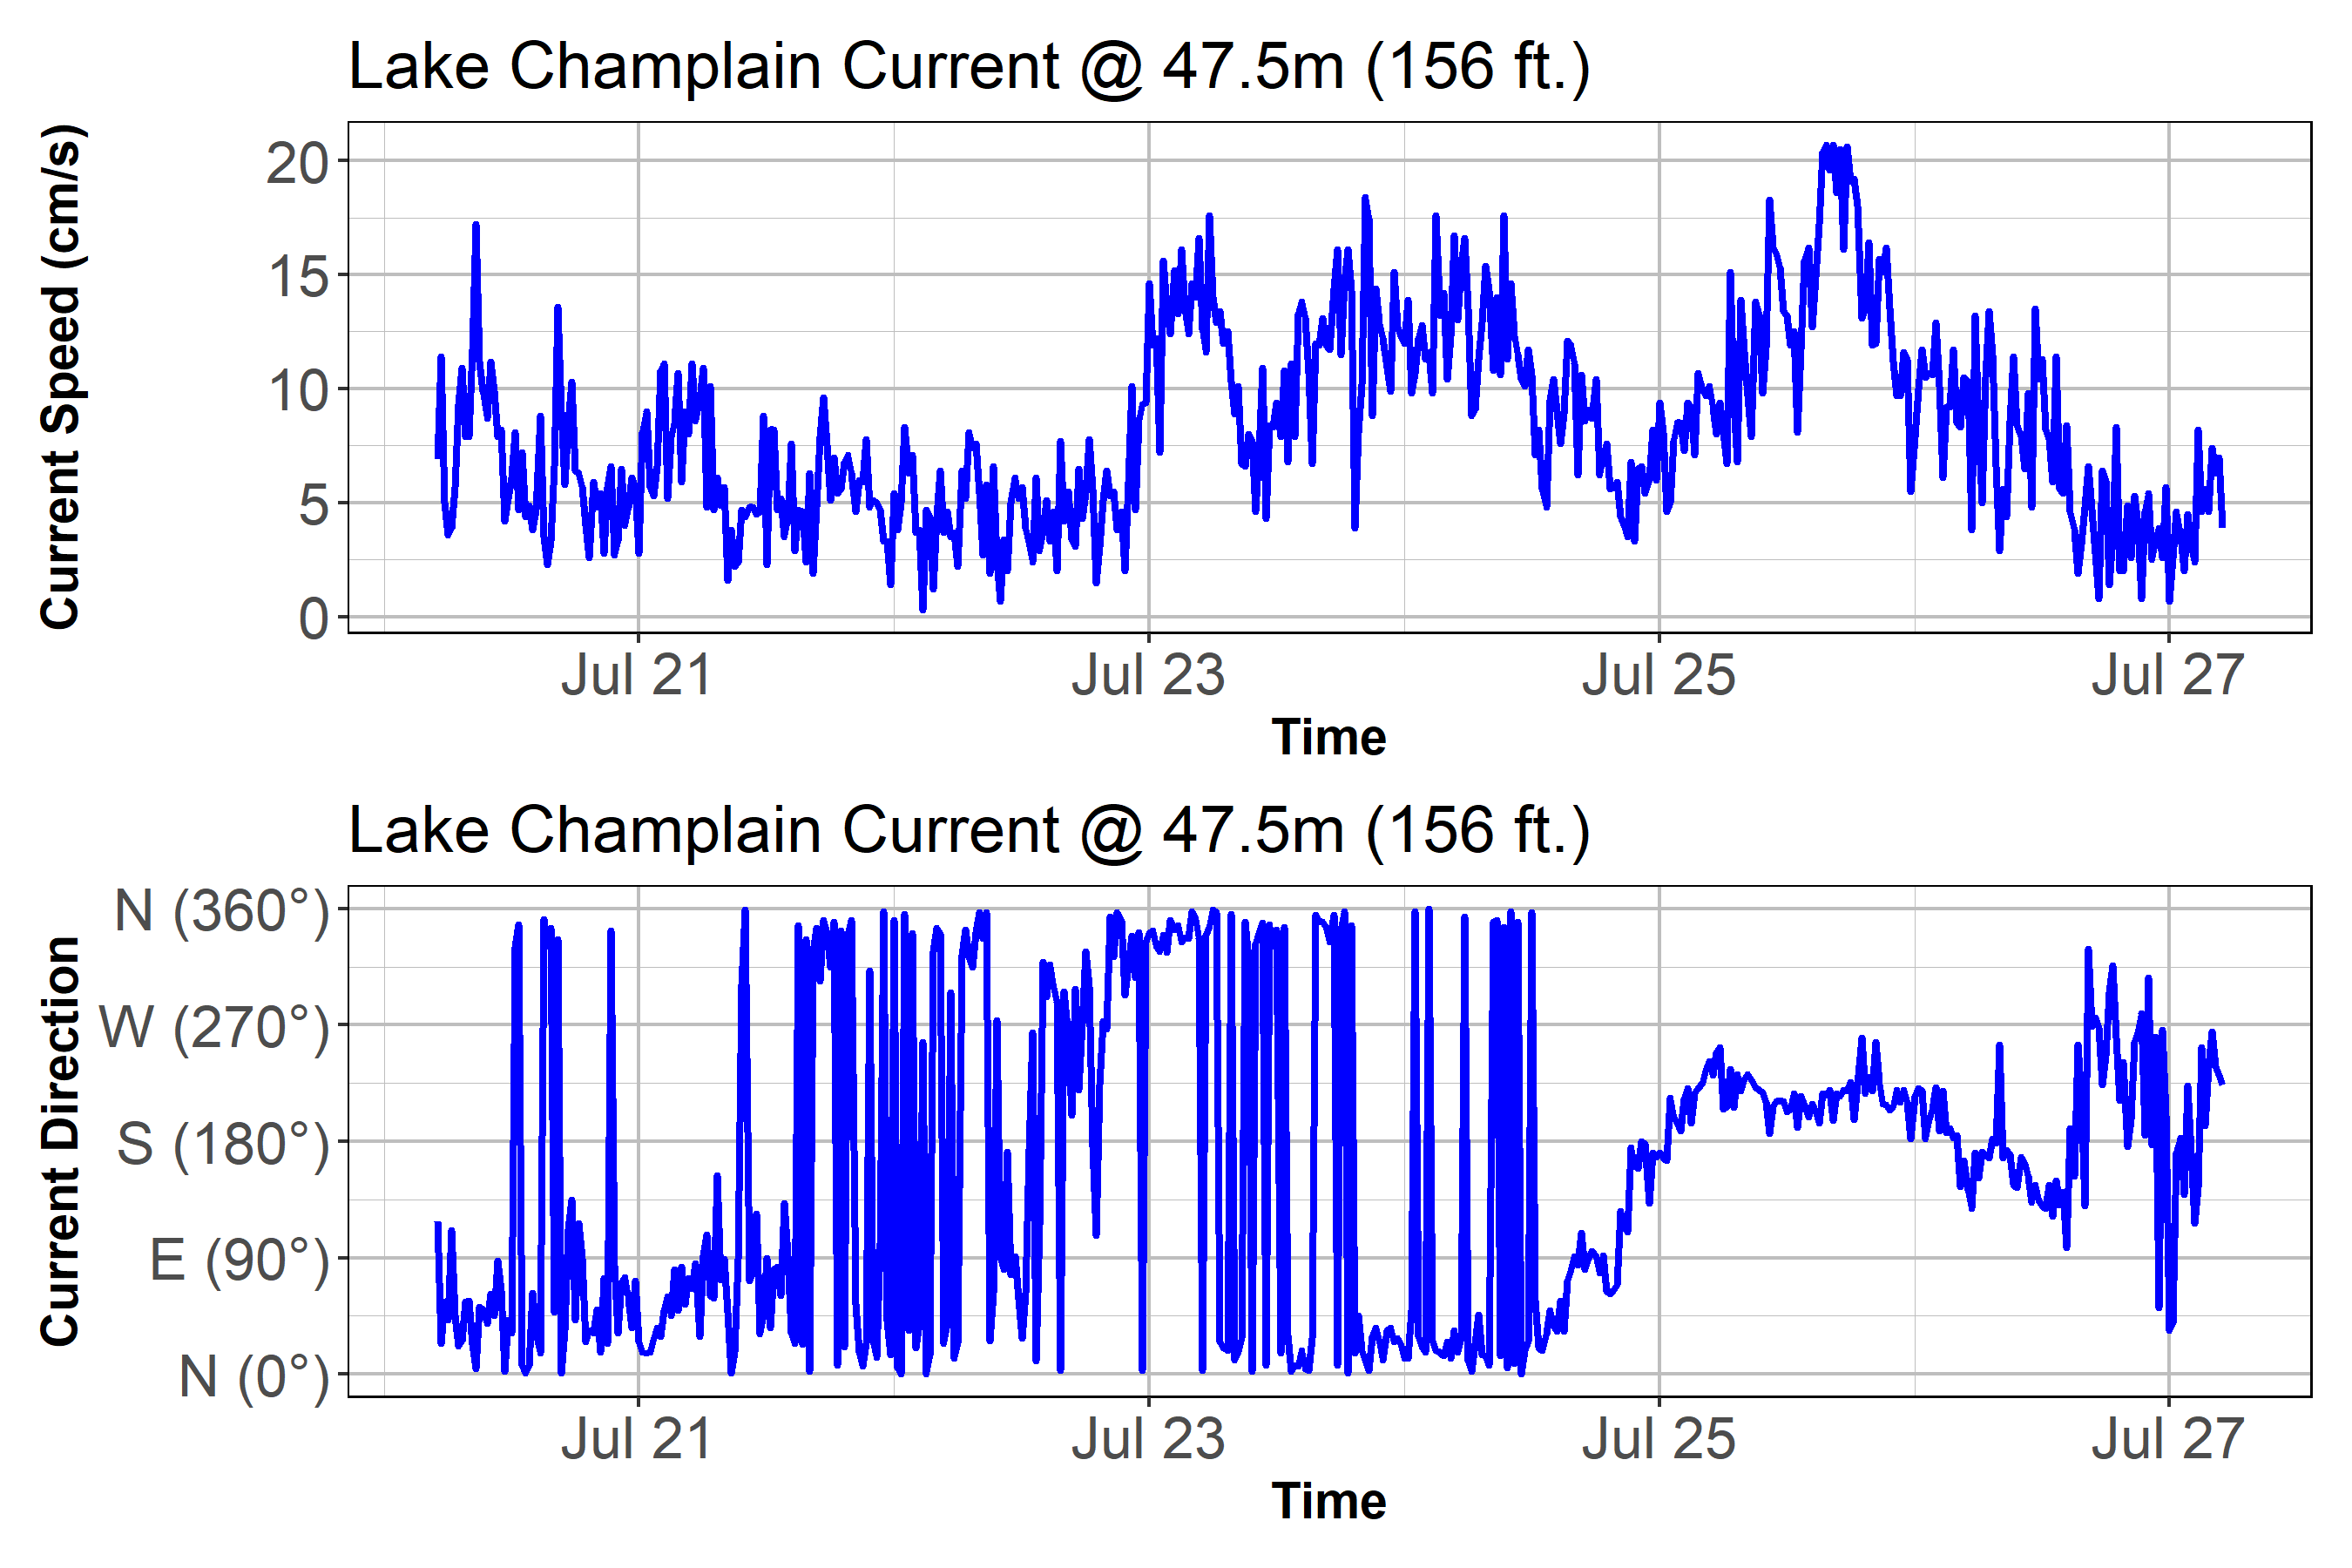 Lake Champlain Current @ 47.5m (156 ft.)
Current Speed (cm/s)
20
15
10
5
0
Jul 21 Jul 23 Jul 25 Jul 27
Time
Lake Champlain Current @ 47.5m (156 ft.)
Current Direction
N (360°)
W (270°)
S (180°)
E (90°)
N (0°)
Jul 21 Jul 23 Jul 25 Jul 27
Time